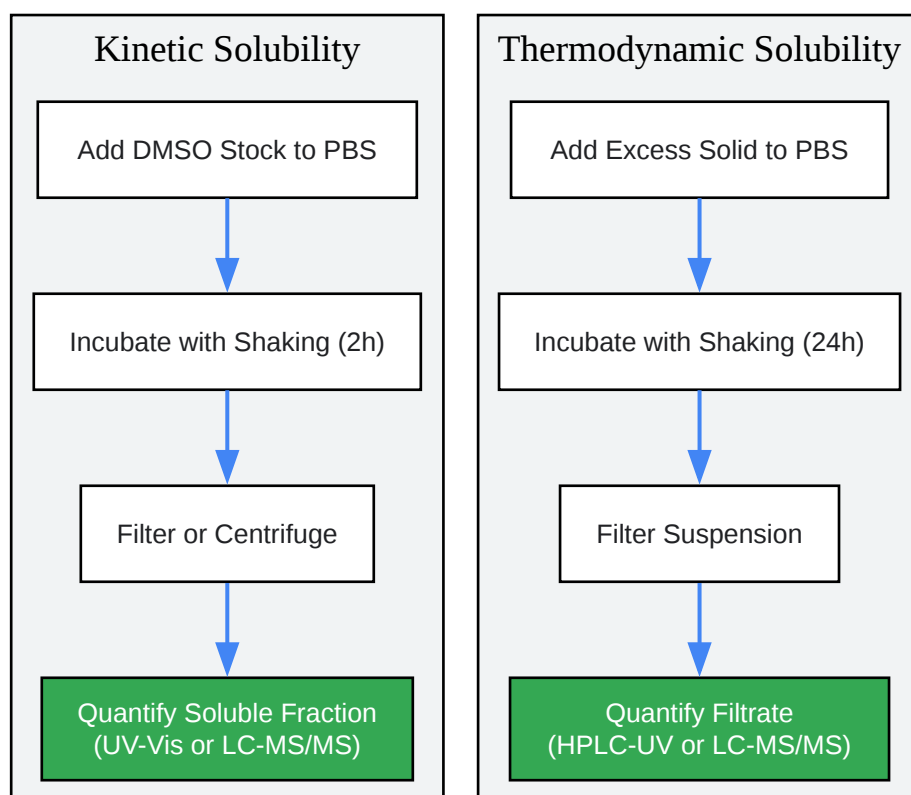 Kinetic Solubility
Add DMSO Stock to PBS
Incubate with Shaking (2h)
Filter or Centrifuge
Quantify Soluble Fraction
(UV-Vis or LC-MS/MS)
Thermodynamic Solubility
Add Excess Solid to PBS
Incubate with Shaking (24h)
Filter Suspension
Quantify Filtrate
(HPLC-UV or LC-MS/MS)